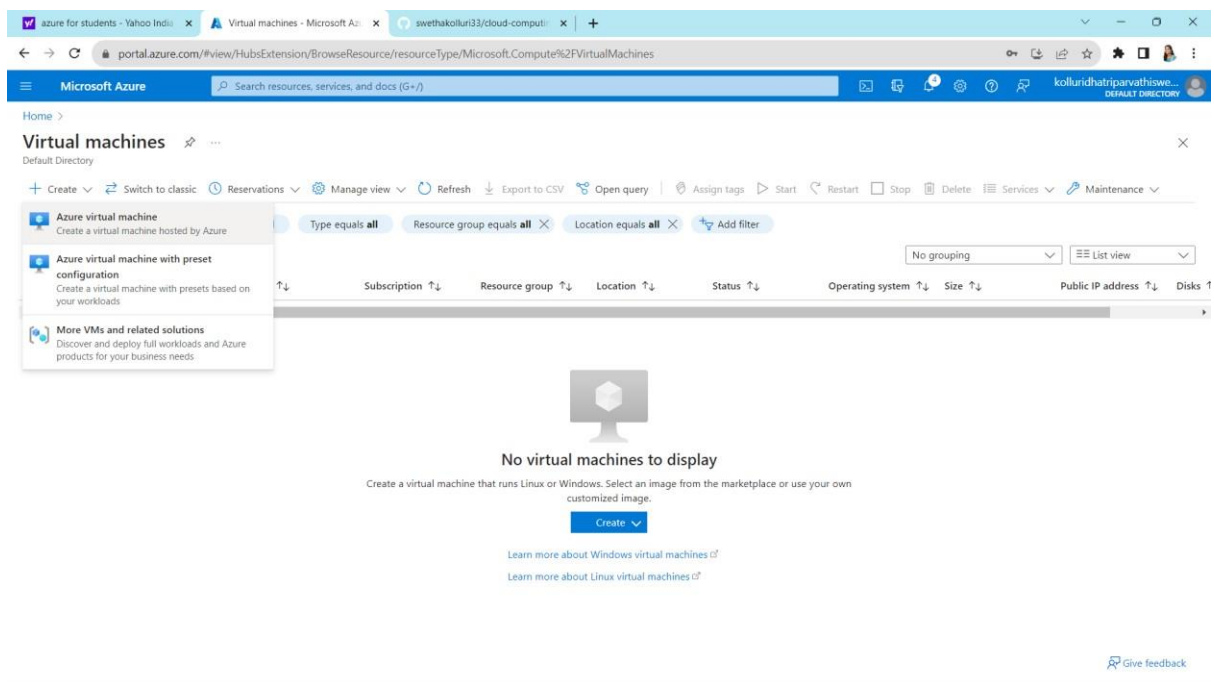 azure for students - Yahoo India
Virtual machines - Microsoft Az
swethakolluri33/cloud-computin
portal.azure.com/#view/HubsExtension/BrowseResource/resourceType/Microsoft.Compute%2FVirtualMachines
Microsoft Azure
Search resources, services, and docs (G+/)
4
kolluridhatriparvathiswe...
DEFAULT DIRECTORY
Home >
Virtual machines
Default Directory
Create
Switch to classic
Reservations
Manage view
Refresh
Export to CSV
Open query
Assign tags
Start
Restart
Stop
Delete
Services
Maintenance
Azure virtual machine
Create a virtual machine hosted by Azure
Azure virtual machine with preset
configuration
Create a virtual machine with presets based on
your workloads
More VMs and related solutions
Discover and deploy full workloads and Azure
products for your business needs
Type equals all
Resource group equals all
Location equals all
Add filter
No grouping
List view
Subscription
Resource group
Location
Status
Operating system
Size
Public IP address
Disks
No virtual machines to display
Create a virtual machine that runs Linux or Windows. Select an image from the marketplace or use your own
customized image.
Create
Learn more about Windows virtual machines
Learn more about Linux virtual machines
Give feedback